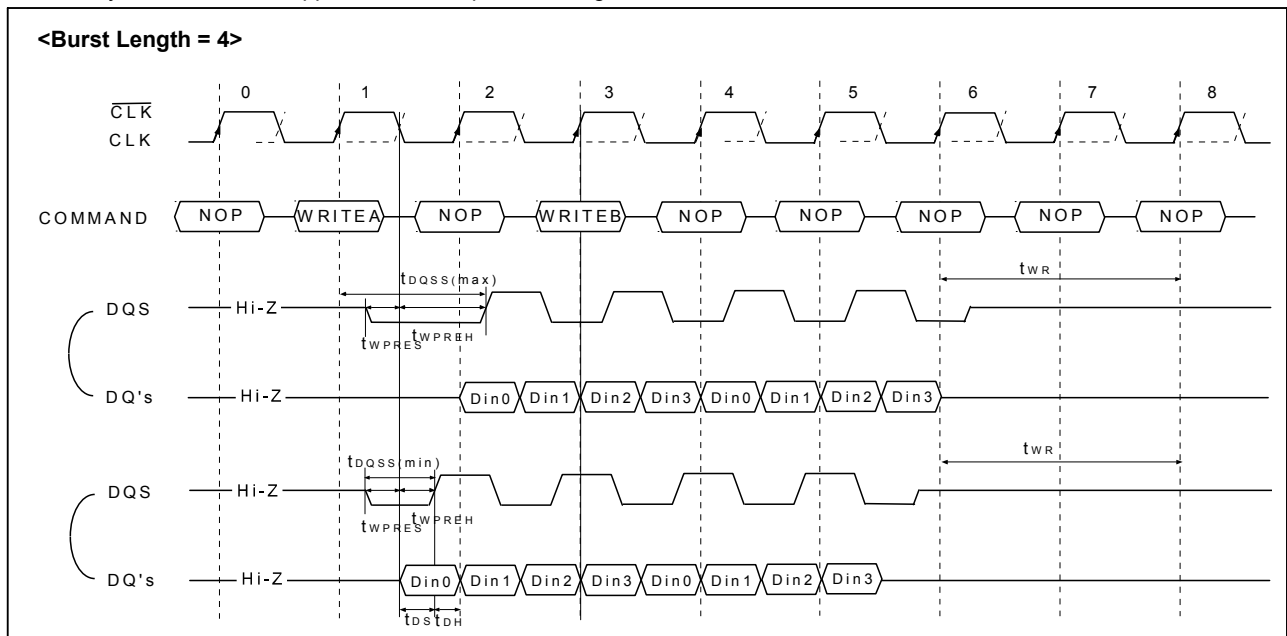 <Burst Length = 4>
0 1 2 3 4 5 6 7 8
CLK
CLK
COMMAND NOP WRITEA NOP WRITEB NOP NOP NOP NOP NOP
tDQSS(max) tWR
DQS Hi-Z
tWPRES tWPREH
DQ's Hi-Z Din0 Din1 Din2 Din3 Din0 Din1 Din2 Din3
tDQSS(min) tWR
DQS Hi-Z
tWPRES tWPREH
DQ's Hi-Z Din0 Din1 Din2 Din3 Din0 Din1 Din2 Din3
tDS tDH